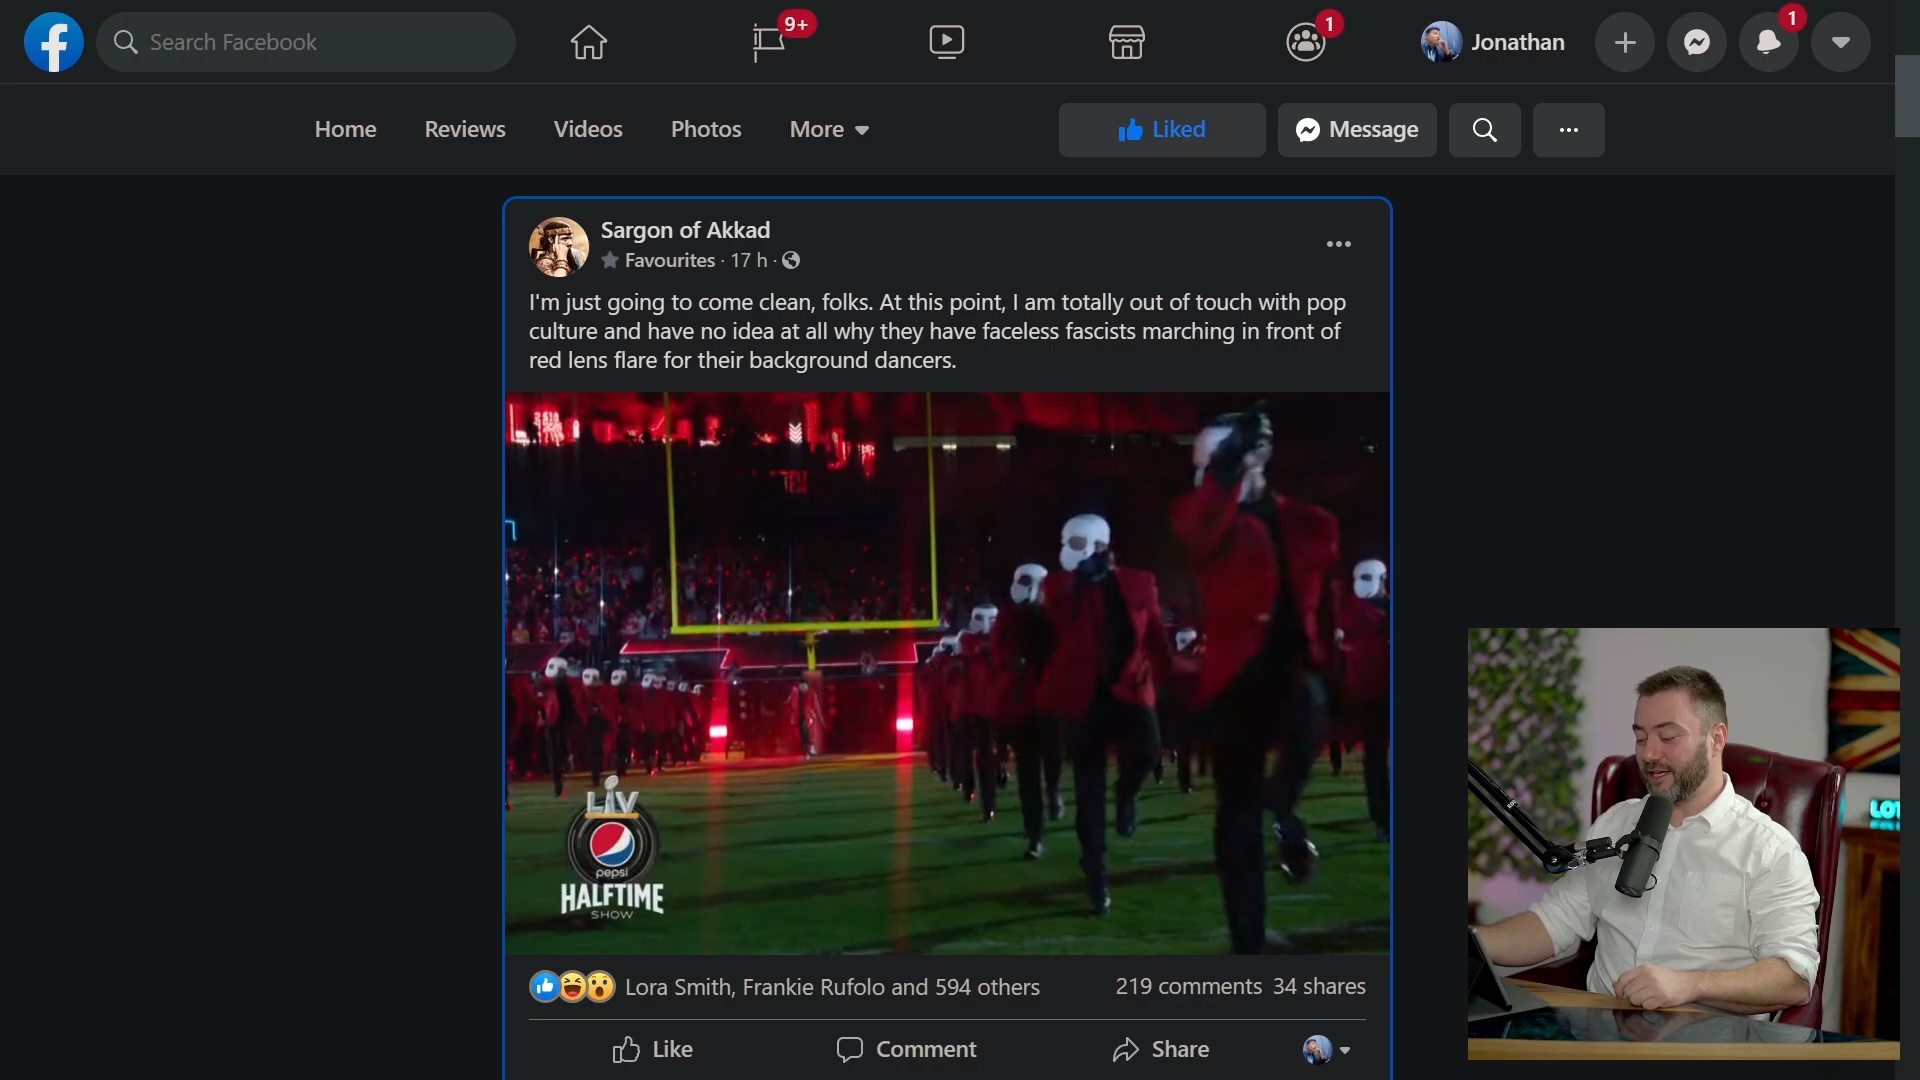 Search Facebook
9+
1
Jonathan
1
Home
Reviews
Videos
Photos
More
Liked
Message
Sargon of Akkad
Favourites · 17 h ·
I'm just going to come clean, folks. At this point, I am totally out of touch with pop
culture and have no idea at all why they have faceless fascists marching in front of
red lens flare for their background dancers.
LIV
pepsi
HALFTIME
SHOW
LOT
Lora Smith, Frankie Rufolo and 594 others
219 comments 34 shares
Like
Comment
Share